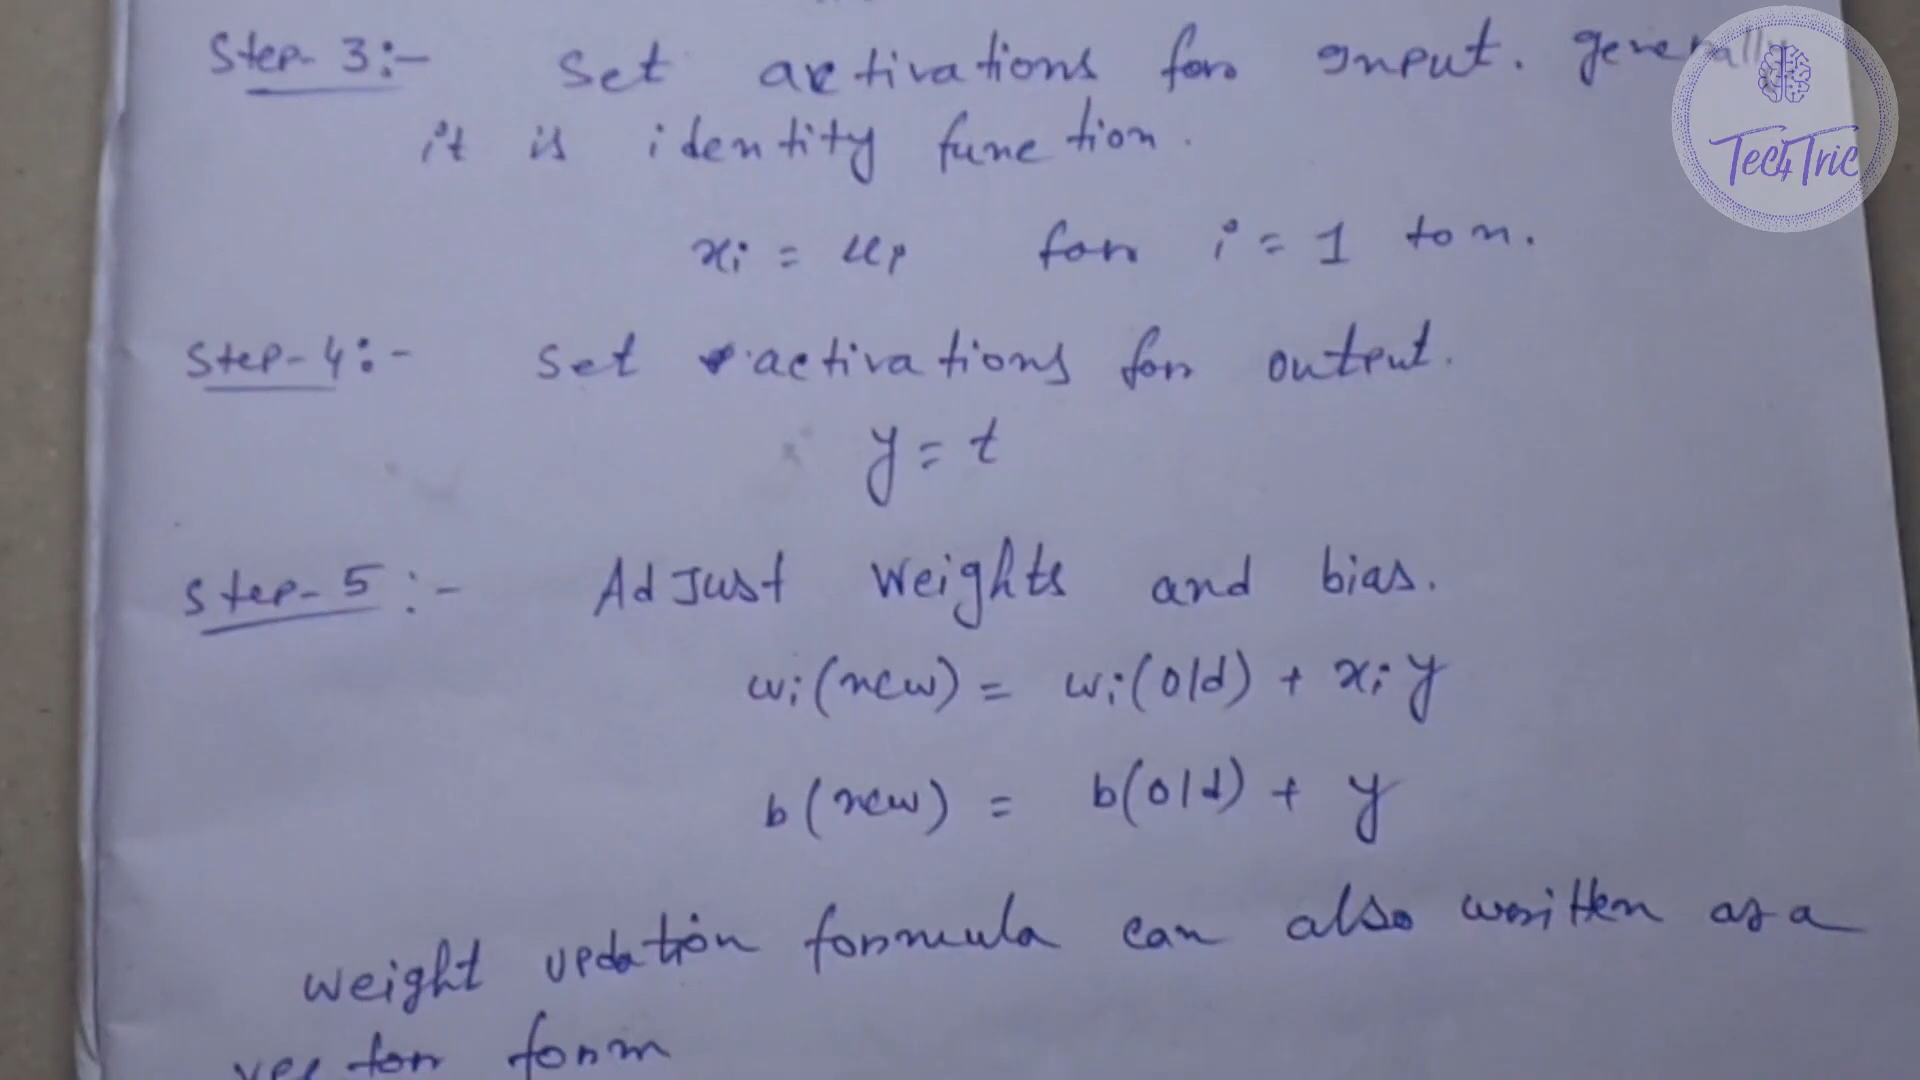 Step-3:- Set activations for Input. generally
it is identity function.
xi = ui for i = 1 to n.
Step-4:- Set activations for output.
y = t
Step-5:- AdJust weights and bias.
wi(new) = wi(old) + xi y
b(new) = b(old) + y
weight updation formula can also written as a
vector form
Tec4Tric